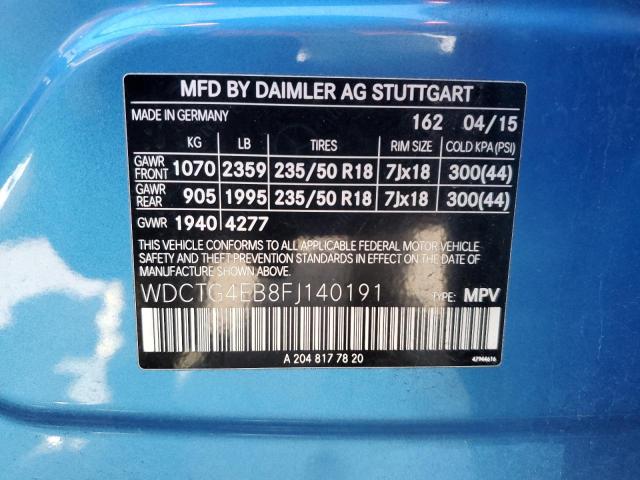 MFD BY DAIMLER AG STUTTGART
MADE IN GERMANY 162 04/15
KG LB TIRES RIM SIZE COLD KPA (PSI)
GAWR FRONT 1070 2359 235/50 R18 7Jx18 300(44)
GAWR REAR 905 1995 235/50 R18 7Jx18 300(44)
GVWR 1940 4277
THIS VEHICLE CONFORMS TO ALL APPLICABLE FEDERAL MOTOR VEHICLE
SAFETY AND THEFT PREVENTION STANDARDS IN EFFECT ON THE DATE
OF MANUFACTURE SHOWN ABOVE.
WDCTG4EB8FJ140191 TYPE: MPV
A 204 817 78 20 47944616